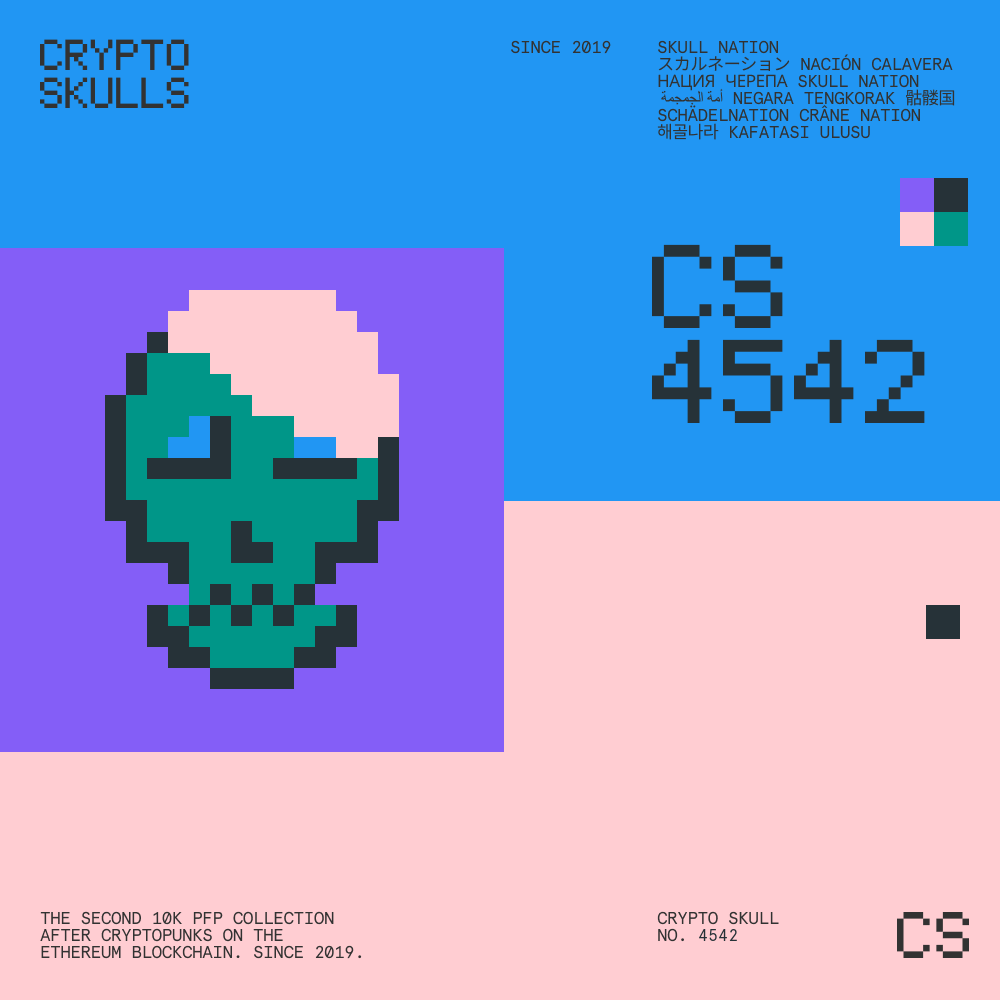 CRYPTO
SKULLS
SINCE 2019
SKULL NATION
スカルネーション NACIÓN CALAVERA
НАЦИЯ ЧЕРЕПА SKULL NATION
أمة الجمجمة NEGARA TENGKORAK 骷髅国
SCHÄDELNATION CRÂNE NATION
해골나라 KAFATASI ULUSU
CS
4542
THE SECOND 10K PFP COLLECTION
AFTER CRYPTOPUNKS ON THE
ETHEREUM BLOCKCHAIN. SINCE 2019.
CRYPTO SKULL
NO. 4542
CS